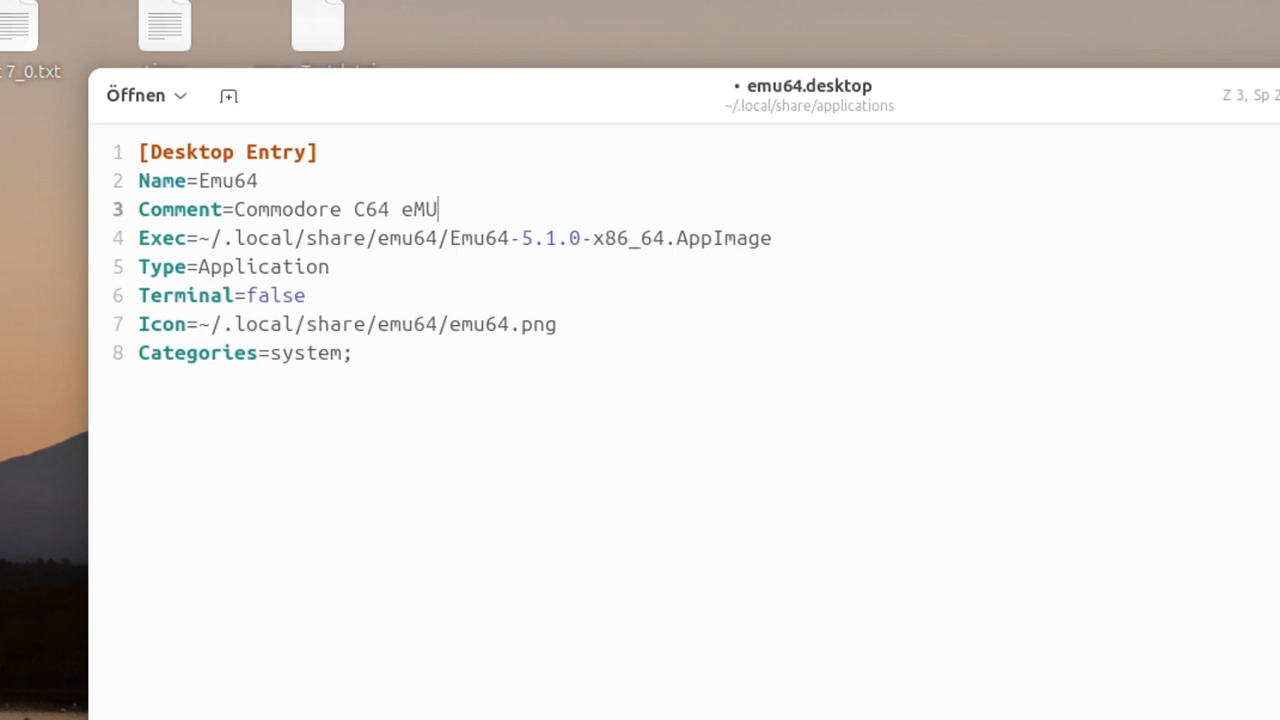 7_0.txt
Öffnen
• emu64.desktop
~/.local/share/applications
Z 3, Sp
1 [Desktop Entry]
2 Name=Emu64
3 Comment=Commodore C64 eMU
4 Exec=~/.local/share/emu64/Emu64-5.1.0-x86_64.AppImage
5 Type=Application
6 Terminal=false
7 Icon=~/.local/share/emu64/emu64.png
8 Categories=system;